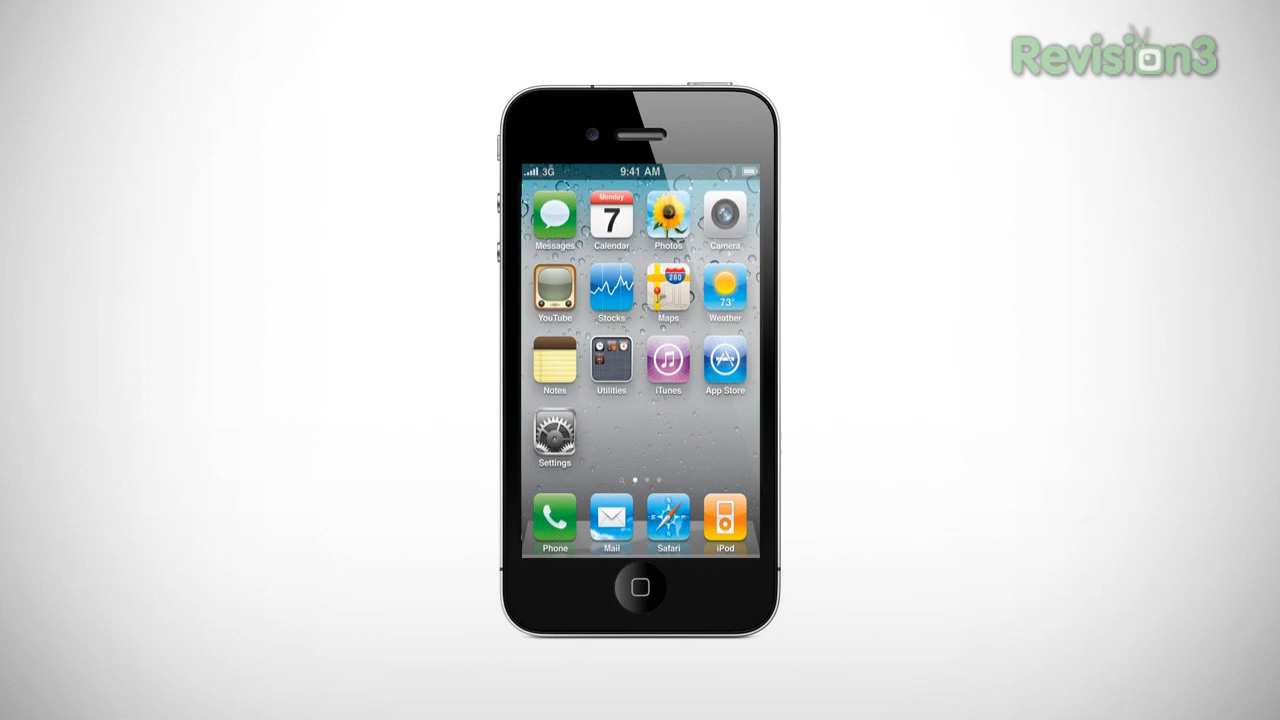 Revision3
3G 9:41 AM
Monday
7
Messages Calendar Photos Camera
280
73°
YouTube Stocks Maps Weather
Notes Utilities iTunes App Store
Settings
Phone Mail Safari iPod